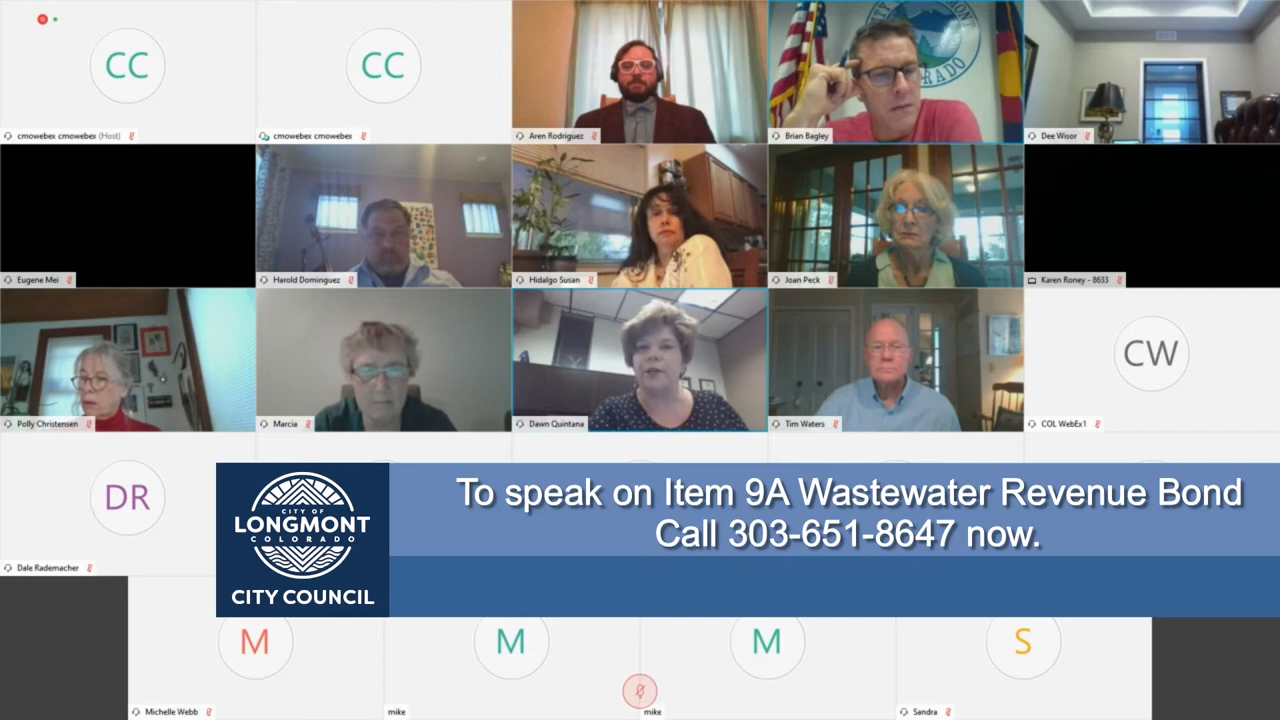 CC
CC
cmowebex cmowebex (Host)
cmowebex cmowebex
Aren Rodriguez
Brian Bagley
Dee Wisor
Eugene Mei
Harold Dominguez
Hidalgo Susan
Joan Peck
Karen Roney - 8633
CW
Polly Christensen
Marcia
Dawn Quintana
Tim Waters
COL WebEx1
DR
Dale Rademacher
CITY OF
LONGMONT
COLORADO
CITY COUNCIL
To speak on Item 9A Wastewater Revenue Bond
Call 303-651-8647 now.
M
M
M
S
Michelle Webb
mike
mike
Sandra